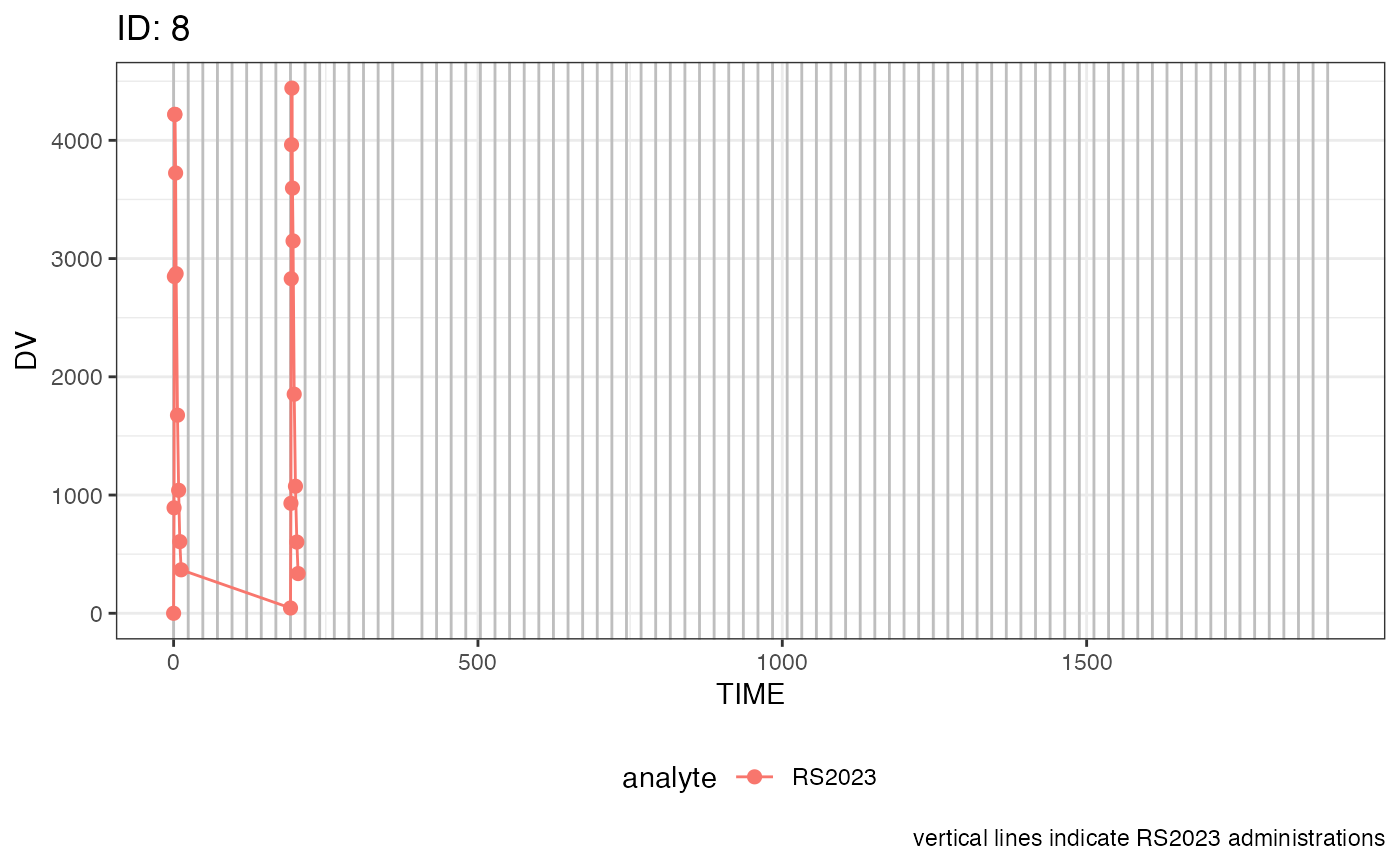 ID: 8
4000
3000
2000
1000
0
DV
0 500 1000 1500
TIME
analyte RS2023
vertical lines indicate RS2023 administrations